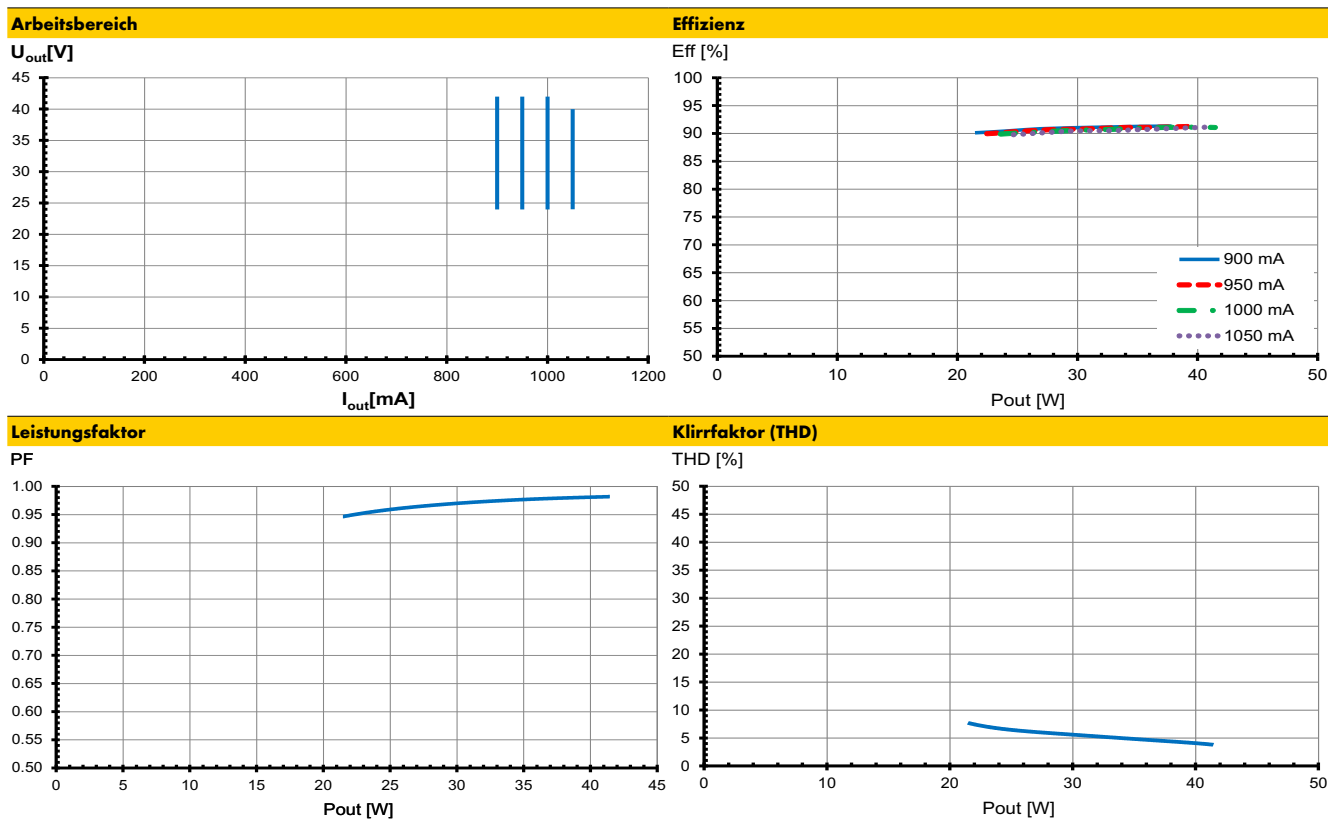 Arbeitsbereich
U_out[V]
45
40
35
30
25
20
15
10
5
0
0 200 400 600 800 1000 1200
I_out[mA]
Effizienz
Eff [%]
100
95
90
85
80
75
70
65
60
55
50
900 mA
950 mA
1000 mA
1050 mA
0 10 20 30 40 50
Pout [W]
Leistungsfaktor
PF
1.00
0.95
0.90
0.85
0.80
0.75
0.70
0.65
0.60
0.55
0.50
0 5 10 15 20 25 30 35 40 45
Pout [W]
Klirrfaktor (THD)
THD [%]
50
45
40
35
30
25
20
15
10
5
0
0 10 20 30 40 50
Pout [W]